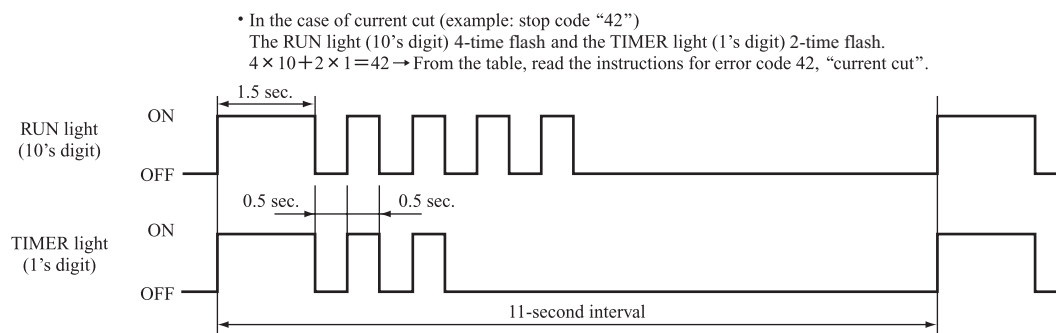 • In the case of current cut (example: stop code “42”)
The RUN light (10’s digit) 4-time flash and the TIMER light (1’s digit) 2-time flash.
4×10+2×1=42→From the table, read the instructions for error code 42, “current cut”.
1.5 sec.
ON
RUN light
(10’s digit)
OFF
0.5 sec.
0.5 sec.
ON
TIMER light
(1’s digit)
OFF
11-second interval